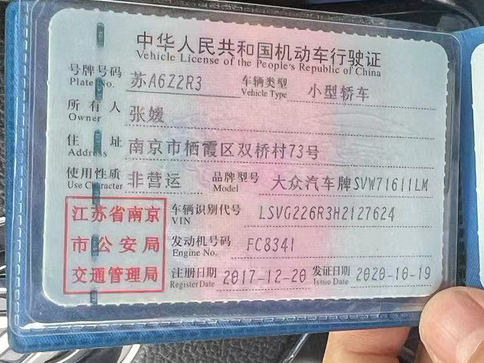 中华人民共和国机动车行驶证
Vehicle License of the People's Republic of China
号牌号码 苏A6Z2R3 车辆类型 小型轿车
Plate No. Vehicle Type
所有人 张媛
Owner
住址 南京市栖霞区双桥村73号
Address
使用性质 非营运 品牌型号 大众汽车牌SVW71611LM
Use Character Model
江苏省南京
市公安局
交通管理局
车辆识别代号 LSVG226R3H2127624
VIN
发动机号码 FC8341
Engine No.
注册日期 2017-12-20 发证日期 2020-10-19
Register Date Issue Date